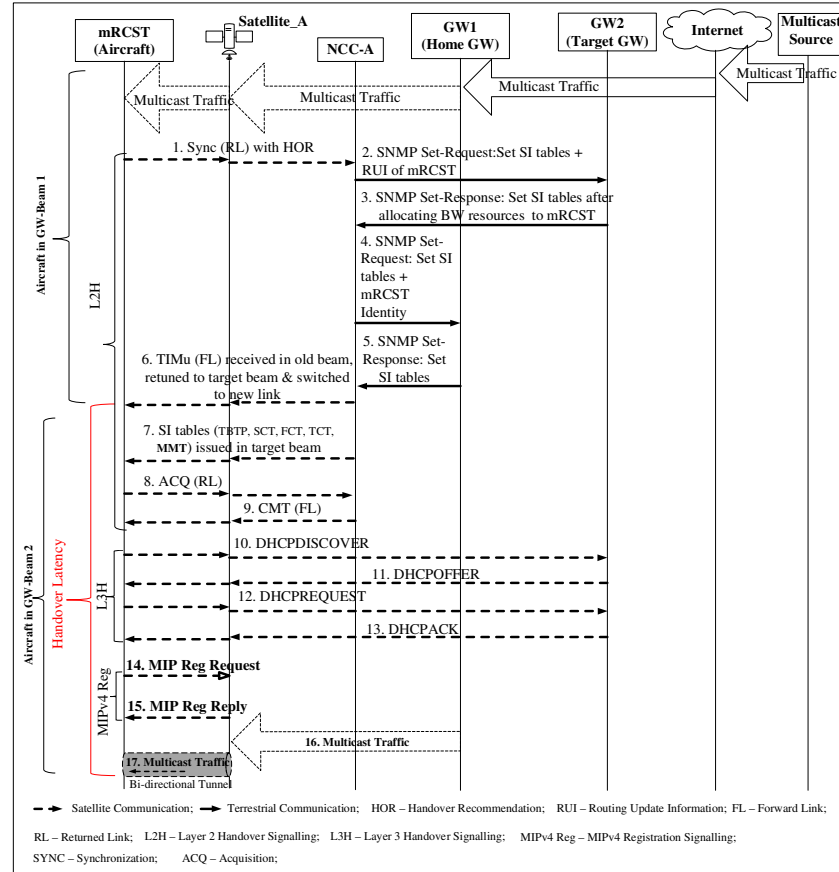 mRCST
(Aircraft)
Satellite_A
NCC-A
GW1
(Home GW)
GW2
(Target GW)
Internet
Multicast
Source
Multicast Traffic
Multicast Traffic
Multicast Traffic
Multicast Traffic
1. Sync (RL) with HOR
2. SNMP Set-Request:Set SI tables +
RUI of mRCST
3. SNMP Set-Response: Set SI tables after
allocating BW resources to mRCST
4. SNMP Set-
Request: Set SI
tables +
mRCST
Identity
5. SNMP Set-
Response: Set
SI tables
6. TIMu (FL) received in old beam,
retuned to target beam & switched
to new link
7. SI tables (TBTP, SCT, FCT, TCT,
MMT) issued in target beam
8. ACQ (RL)
9. CMT (FL)
10. DHCPDISCOVER
11. DHCPOFFER
12. DHCPREQUEST
13. DHCPACK
14. MIP Reg Request
15. MIP Reg Reply
16. Multicast Traffic
17. Multicast Traffic
Bi-directional Tunnel
Aircraft in GW-Beam 1
L2H
Aircraft in GW-Beam 2
Handover Latency
L3H
MIPv4 Reg
Satellite Communication; Terrestrial Communication; HOR – Handover Recommendation; RUI – Routing Update Information; FL – Forward Link;
RL – Returned Link; L2H – Layer 2 Handover Signalling; L3H – Layer 3 Handover Signalling; MIPv4 Reg – MIPv4 Registration Signalling;
SYNC – Synchronization; ACQ – Acquisition;